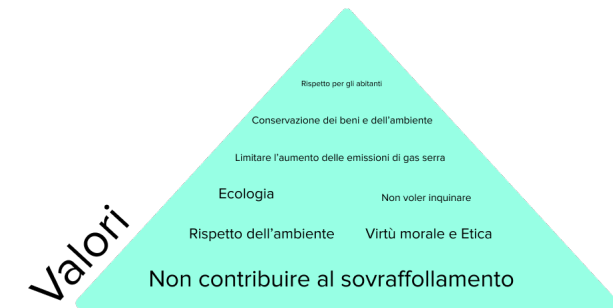 Rispetto per gli abitanti
Conservazione dei beni e dell'ambiente
Limitare l'aumento delle emissioni di gas serra
Ecologia
Non voler inquinare
Rispetto dell'ambiente
Virtù morale e Etica
Non contribuire al sovraffollamento
Valori